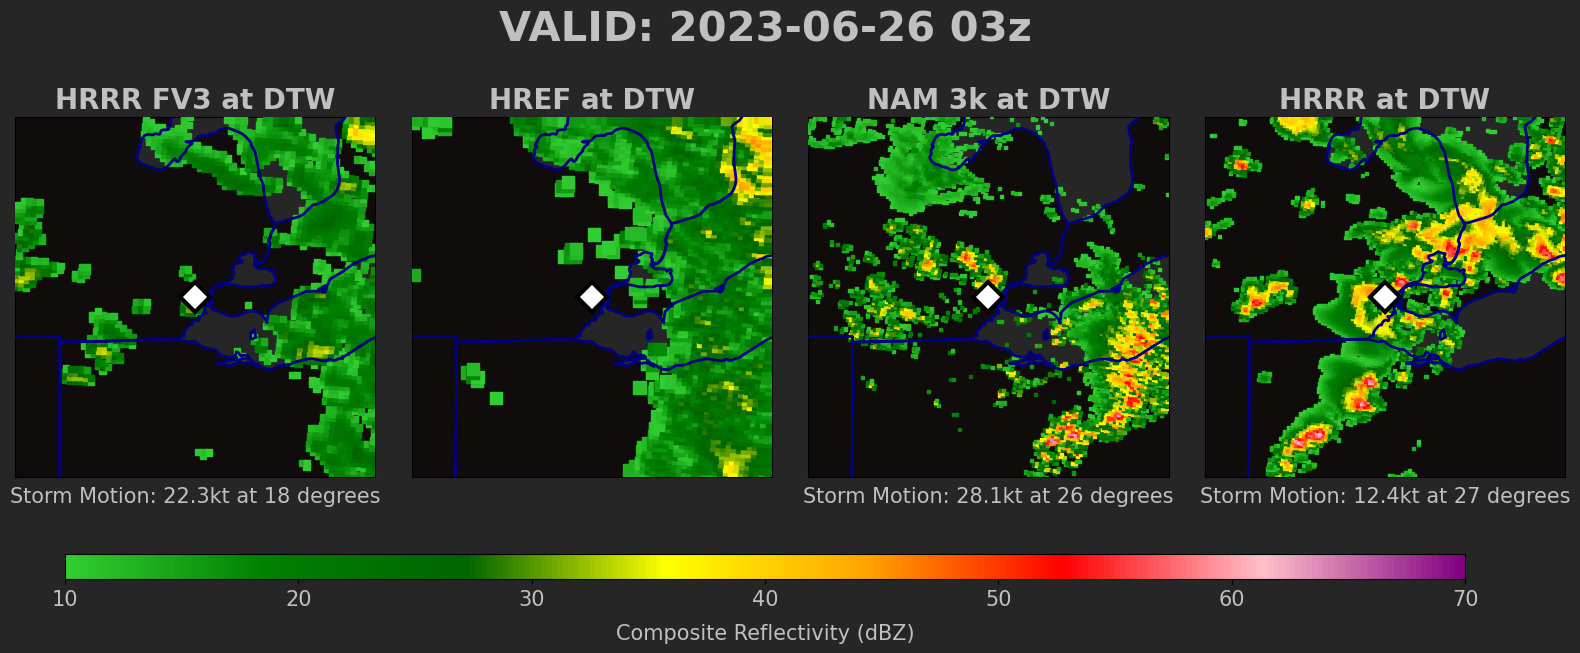 VALID: 2023-06-26 03z
HRRR FV3 at DTW
HREF at DTW
NAM 3k at DTW
HRRR at DTW
Storm Motion: 22.3kt at 18 degrees
Storm Motion: 28.1kt at 26 degrees
Storm Motion: 12.4kt at 27 degrees
10 20 30 40 50 60 70
Composite Reflectivity (dBZ)